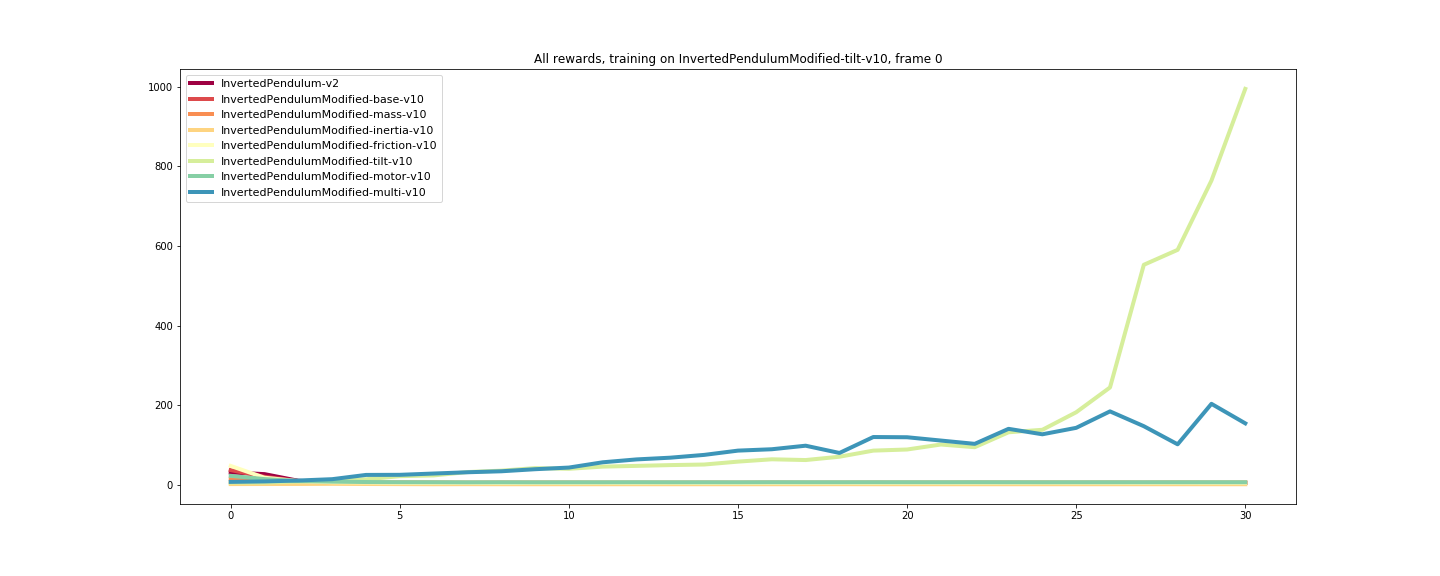 All rewards, training on InvertedPendulumModified-tilt-v10, frame 0
InvertedPendulum-v2
InvertedPendulumModified-base-v10
InvertedPendulumModified-mass-v10
InvertedPendulumModified-inertia-v10
InvertedPendulumModified-friction-v10
InvertedPendulumModified-tilt-v10
InvertedPendulumModified-motor-v10
InvertedPendulumModified-multi-v10
1000
800
600
400
200
0
0 5 10 15 20 25 30